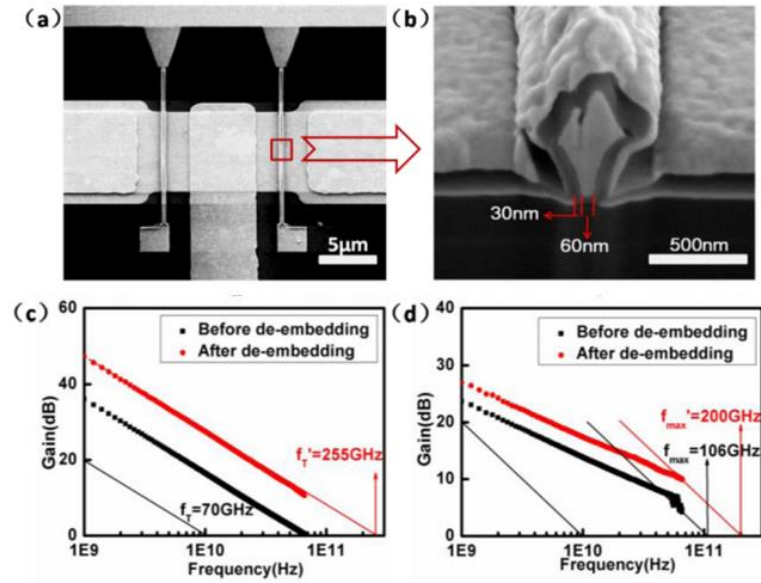 (a)
5μm
(b)
30nm
60nm
500nm
(c)
60
40
20
0
Gain(dB)
Before de-embedding
After de-embedding
f_T'=255GHz
f_T=70GHz
1E9
1E10
1E11
Frequency(Hz)
(d)
40
30
20
10
0
Gain(dB)
Before de-embedding
After de-embedding
f_max'=200GHz
f_max=106GHz
1E9
1E10
1E11
Frequency(Hz)